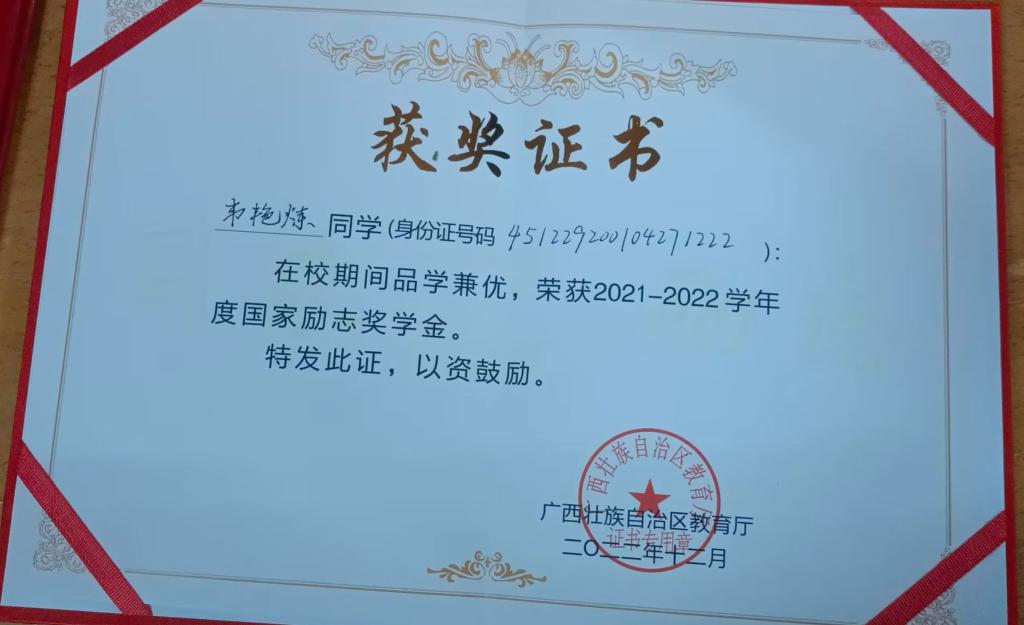 获奖证书
韦艳炼 同学(身份证号码 451229200104271222 ):
在校期间品学兼优，荣获2021-2022学年
度国家励志奖学金。
特发此证，以资鼓励。
广西壮族自治区教育厅
证书专用章
广西壮族自治区教育厅
二〇二二年十二月